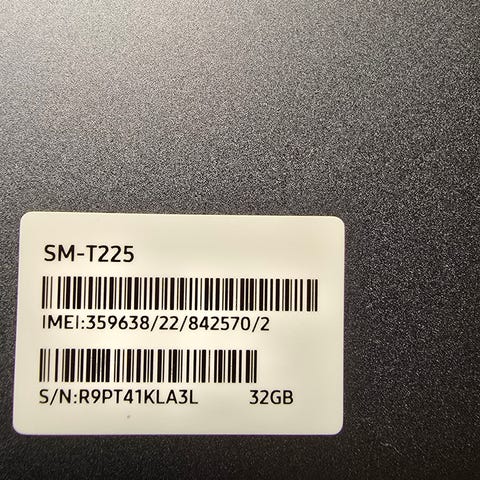 SM-T225
IMEI:359638/22/842570/2
S/N:R9PT41KLA3L 32GB